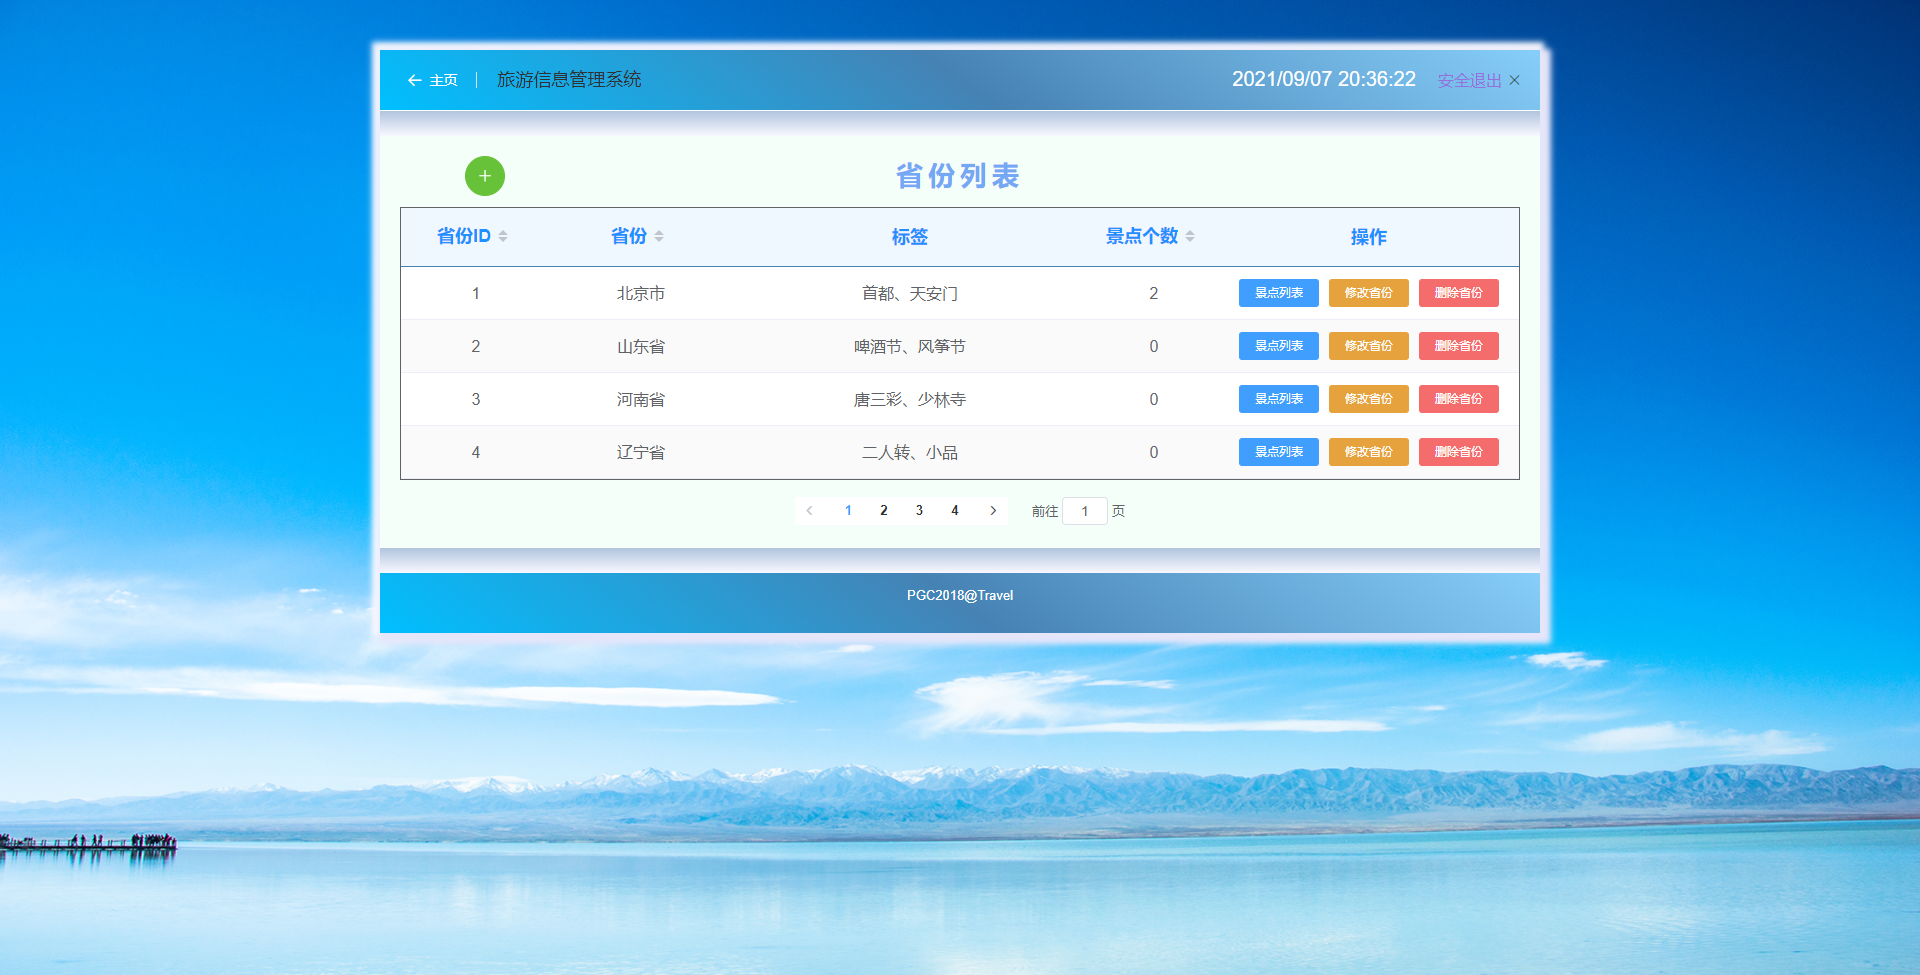 主页 旅游信息管理系统 2021/09/07 20:36:22 安全退出
省份列表
省份ID 省份 标签 景点个数 操作
1 北京市 首都、天安门 2 景点列表 修改省份 删除省份
2 山东省 啤酒节、风筝节 0 景点列表 修改省份 删除省份
3 河南省 唐三彩、少林寺 0 景点列表 修改省份 删除省份
4 辽宁省 二人转、小品 0 景点列表 修改省份 删除省份
1 2 3 4 前往 1 页
PGC2018@Travel